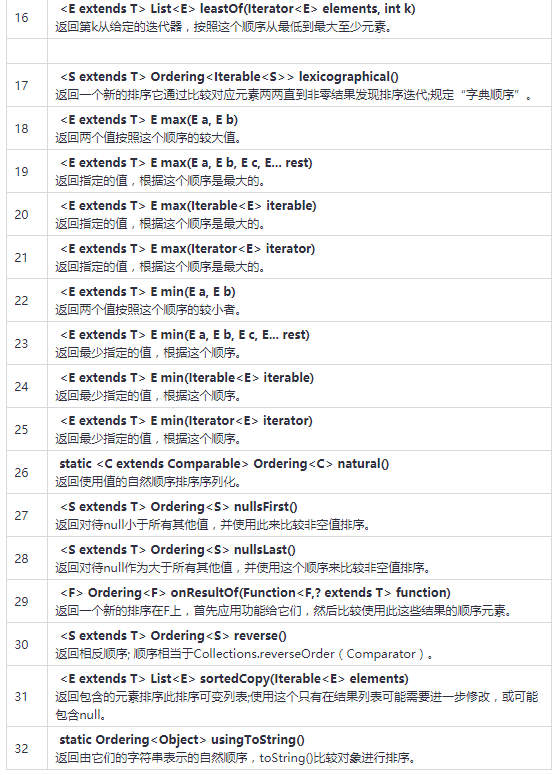 16
<E extends T> List<E> leastOf(Iterator<E> elements, int k)
返回第k从给定的迭代器，按照这个顺序从最低到最大至少元素。
17
<S extends T> Ordering<Iterable<S>> lexicographical()
返回一个新的排序它通过比较对应元素两两直到非零结果发现排序迭代;规定“字典顺序”。
18
<E extends T> E max(E a, E b)
返回两个值按照这个顺序的较大值。
19
<E extends T> E max(E a, E b, E c, E... rest)
返回指定的值，根据这个顺序是最大的。
20
<E extends T> E max(Iterable<E> iterable)
返回指定的值，根据这个顺序是最大的。
21
<E extends T> E max(Iterator<E> iterator)
返回指定的值，根据这个顺序是最大的。
22
<E extends T> E min(E a, E b)
返回两个值按照这个顺序的较小者。
23
<E extends T> E min(E a, E b, E c, E... rest)
返回最少指定的值，根据这个顺序。
24
<E extends T> E min(Iterable<E> iterable)
返回最少指定的值，根据这个顺序。
25
<E extends T> E min(Iterator<E> iterator)
返回最少指定的值，根据这个顺序。
26
static <C extends Comparable> Ordering<C> natural()
返回使用值的自然顺序排序序列化。
27
<S extends T> Ordering<S> nullsFirst()
返回对待null小于所有其他值，并使用此来比较非空值排序。
28
<S extends T> Ordering<S> nullsLast()
返回对待null作为大于所有其他值，并使用这个顺序来比较非空值排序。
29
<F> Ordering<F> onResultOf(Function<F,? extends T> function)
返回一个新的排序在F上，首先应用功能给它们，然后比较使用此这些结果的顺序元素。
30
<S extends T> Ordering<S> reverse()
返回相反顺序; 顺序相当于Collections.reverseOrder（Comparator）。
31
<E extends T> List<E> sortedCopy(Iterable<E> elements)
返回包含的元素排序此排序可变列表;使用这个只有在结果列表可能需要进一步修改，或可能
包含null。
32
static Ordering<Object> usingToString()
返回由它们的字符串表示的自然顺序，toString()比较对象进行排序。